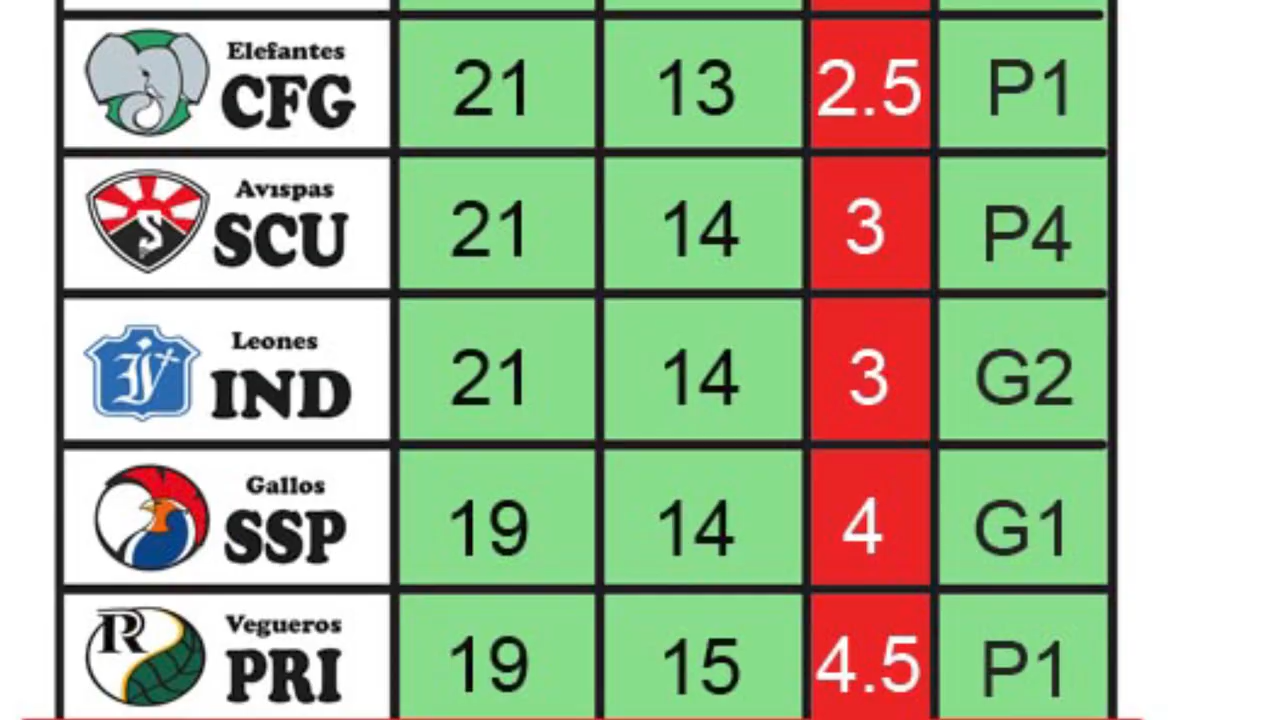 Elefantes
CFG 21 13 2.5 P1
Avispas
S
SCU 21 14 3 P4
Leones
IND 21 14 3 G2
Gallos
SSP 19 14 4 G1
R Vegueros
PRI 19 15 4.5 P1